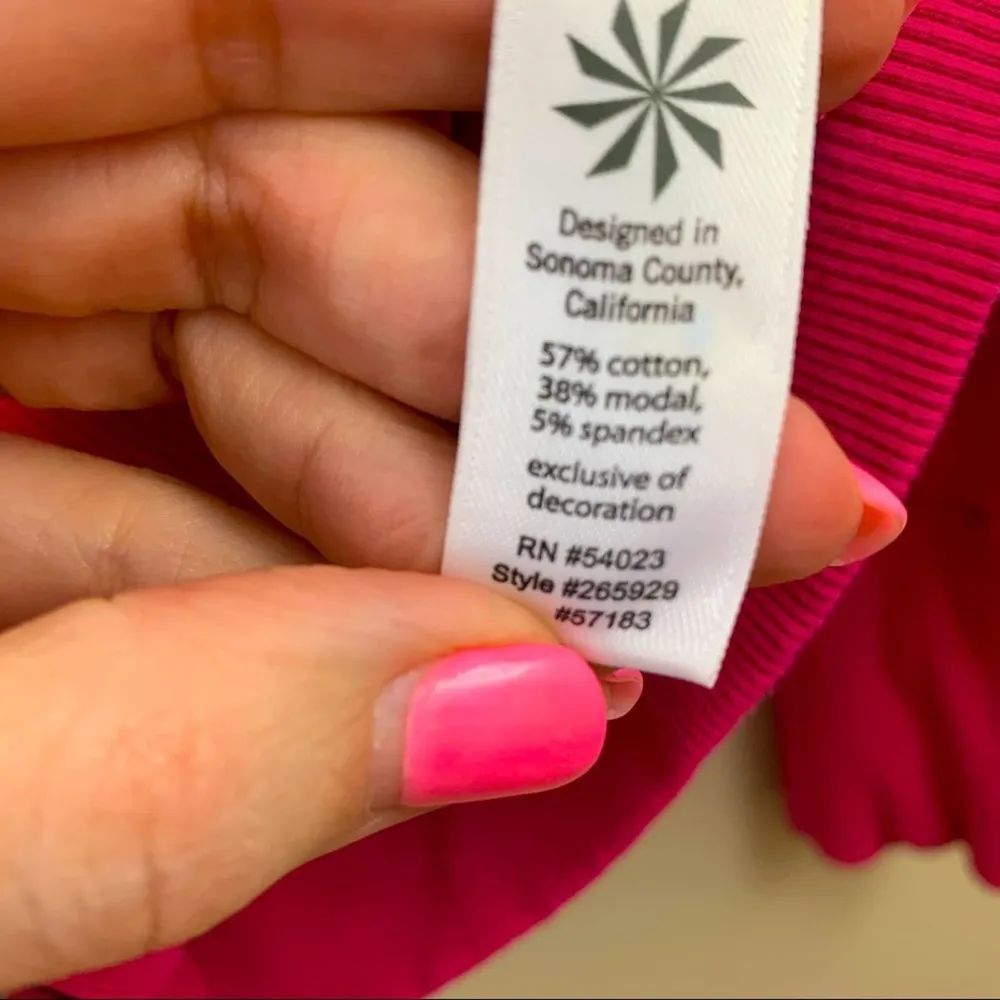 Designed in
Sonoma County,
California
57% cotton,
38% modal,
5% spandex
exclusive of
decoration
RN #54023
Style #265929
#57183